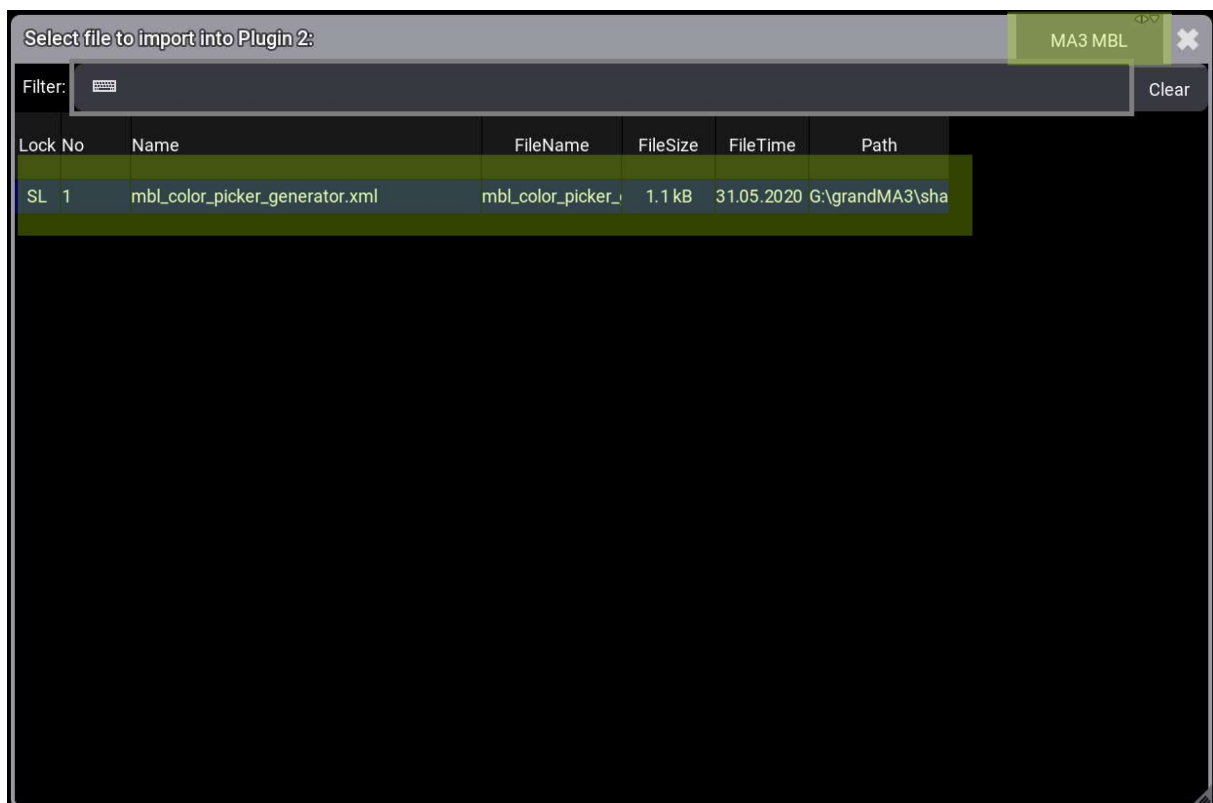 Select file to import into Plugin 2: MA3 MBL
Filter: Clear
Lock No Name FileName FileSize FileTime Path
SL 1 mbl_color_picker_generator.xml mbl_color_picker_ 1.1 kB 31.05.2020 G:\grandMA3\sha